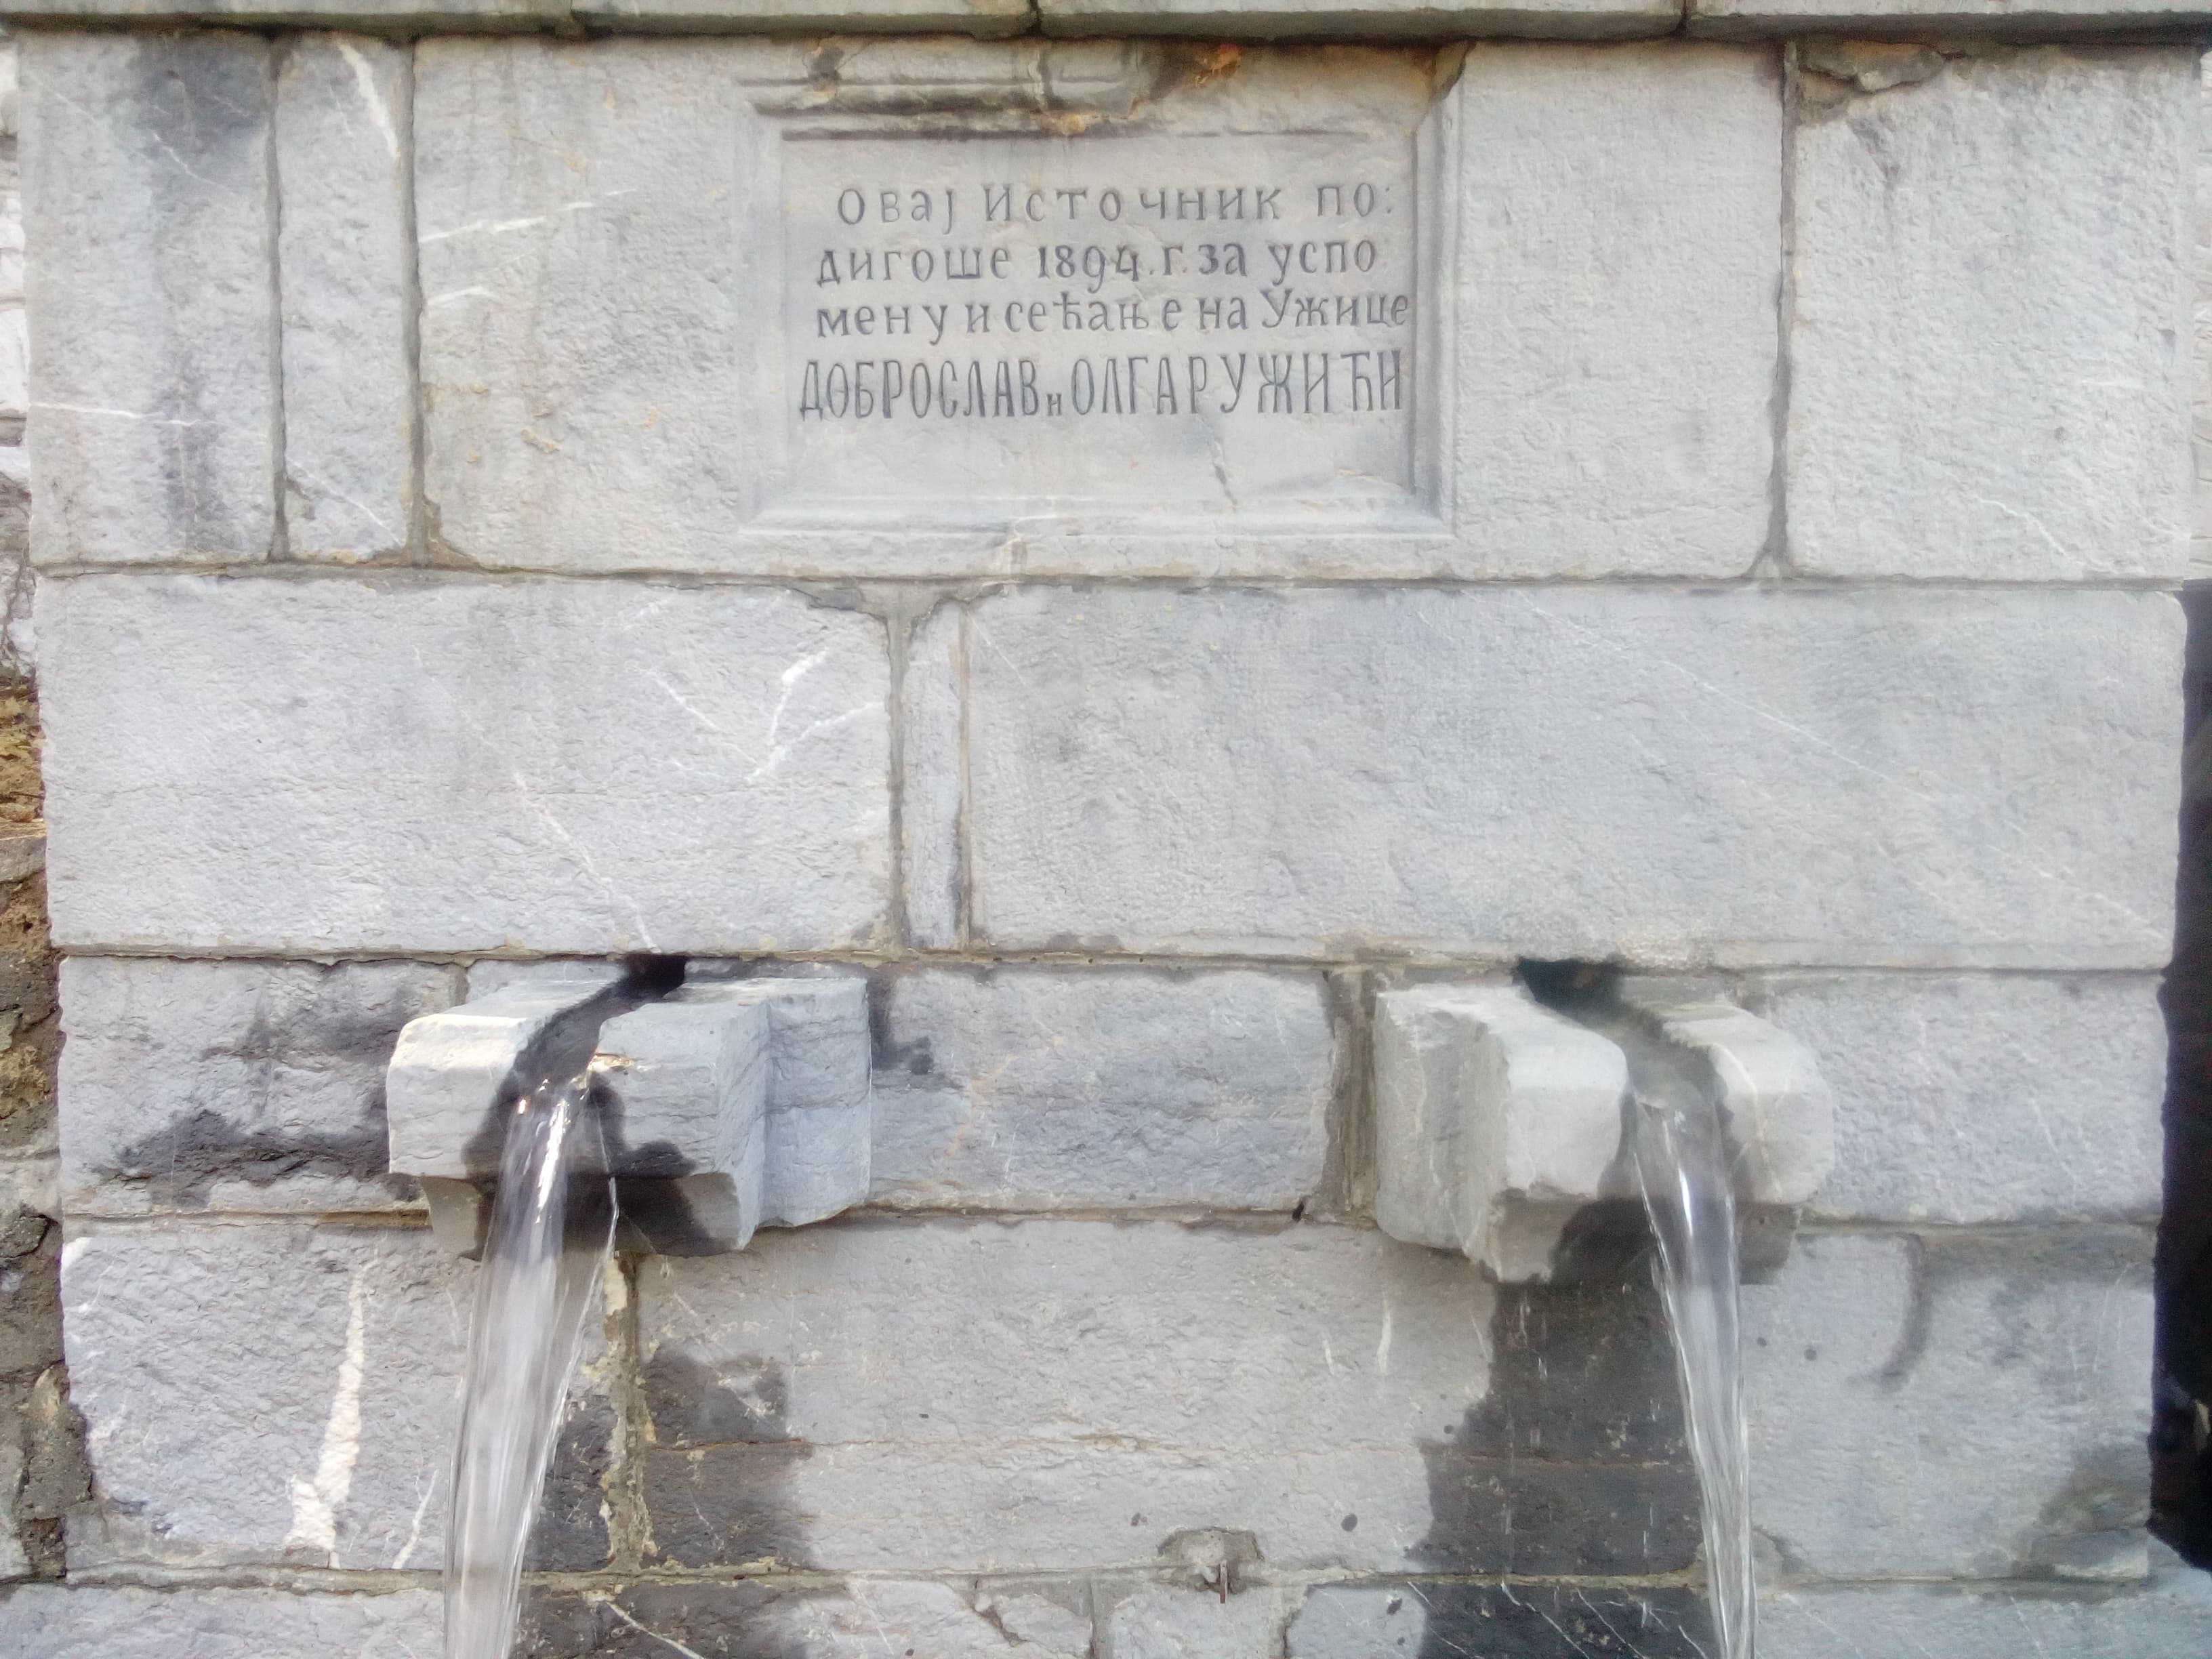 Овај Источник по:
дигоше 1894. г. за успо
мену и сећање на Ужице
ДОБРОСЛАВ и ОЛГА РУЖИЋИ